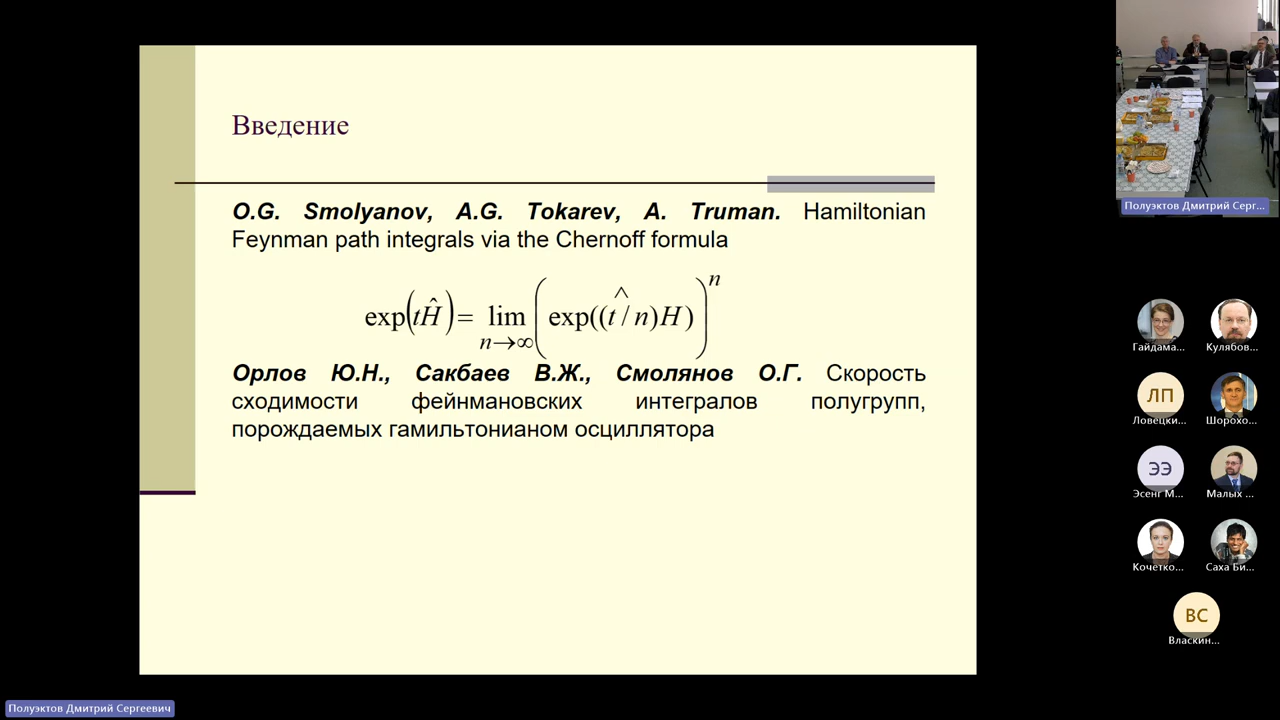 Введение
O.G. Smolyanov, A.G. Tokarev, A. Truman. Hamiltonian
Feynman path integrals via the Chernoff formula
exp(tĤ) = lim n→∞ (exp((t^/n)H))^n
Орлов Ю.Н., Сакбаев В.Ж., Смолянов О.Г. Скорость
сходимости фейнмановских интегралов полугрупп,
порождаемых гамильтонианом осциллятора
Полуэктов Дмитрий Серг...
Гайдама...
Кулябов...
ЛП
Ловецки...
Шорохо...
ЭЭ
Эсенг М...
Малых ...
Кочетко...
Саха Би...
ВС
Власкин...
Полуэктов Дмитрий Сергеевич